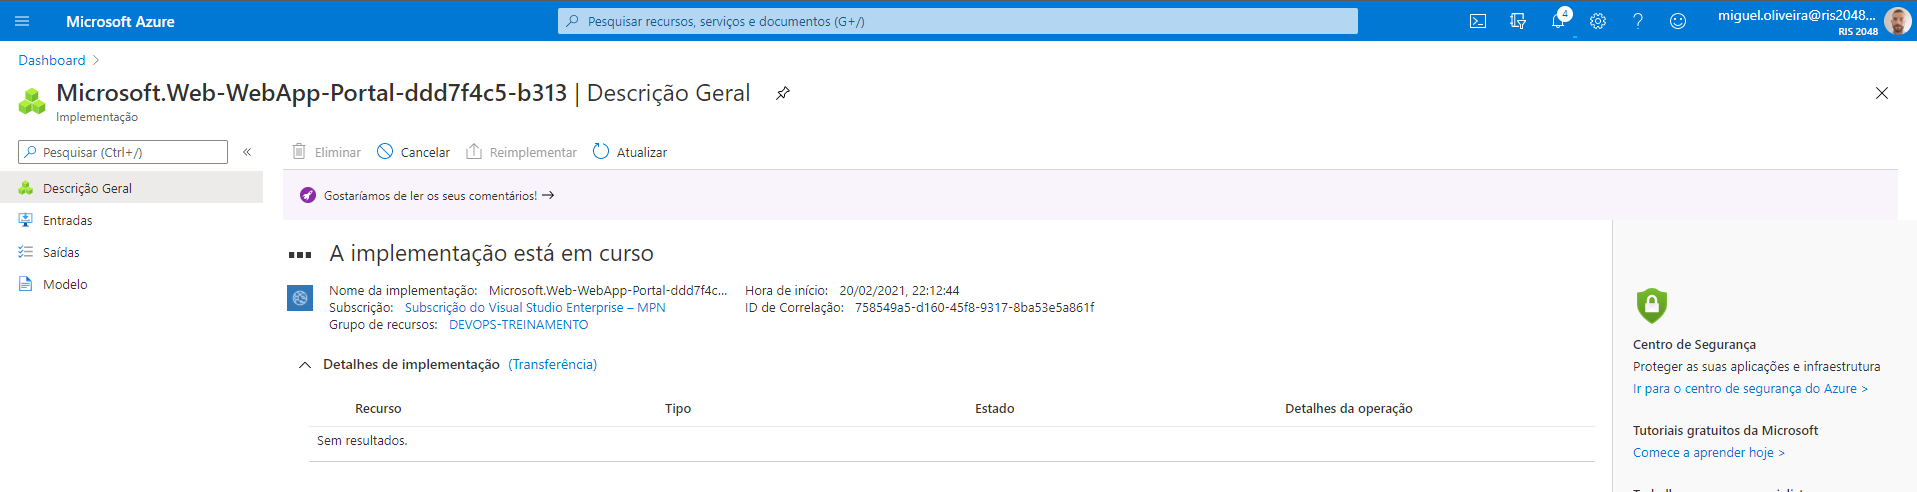 Microsoft Azure
Pesquisar recursos, serviços e documentos (G+/)
4
miguel.oliveira@ris2048...
RIS 2048
Dashboard >
Microsoft.Web-WebApp-Portal-ddd7f4c5-b313 | Descrição Geral
Implementação
Pesquisar (Ctrl+/)
«
Eliminar
Cancelar
Reimplementar
Atualizar
Descrição Geral
Entradas
Saídas
Modelo
Gostaríamos de ler os seus comentários! →
A implementação está em curso
Nome da implementação: Microsoft.Web-WebApp-Portal-ddd7f4c...
Subscrição: Subscrição do Visual Studio Enterprise – MPN
Grupo de recursos: DEVOPS-TREINAMENTO
Hora de início: 20/02/2021, 22:12:44
ID de Correlação: 758549a5-d160-45f8-9317-8ba53e5a861f
Detalhes de implementação (Transferência)
Recurso Tipo Estado Detalhes da operação
Sem resultados.
Centro de Segurança
Proteger as suas aplicações e infraestrutura
Ir para o centro de segurança do Azure >
Tutoriais gratuitos da Microsoft
Comece a aprender hoje >